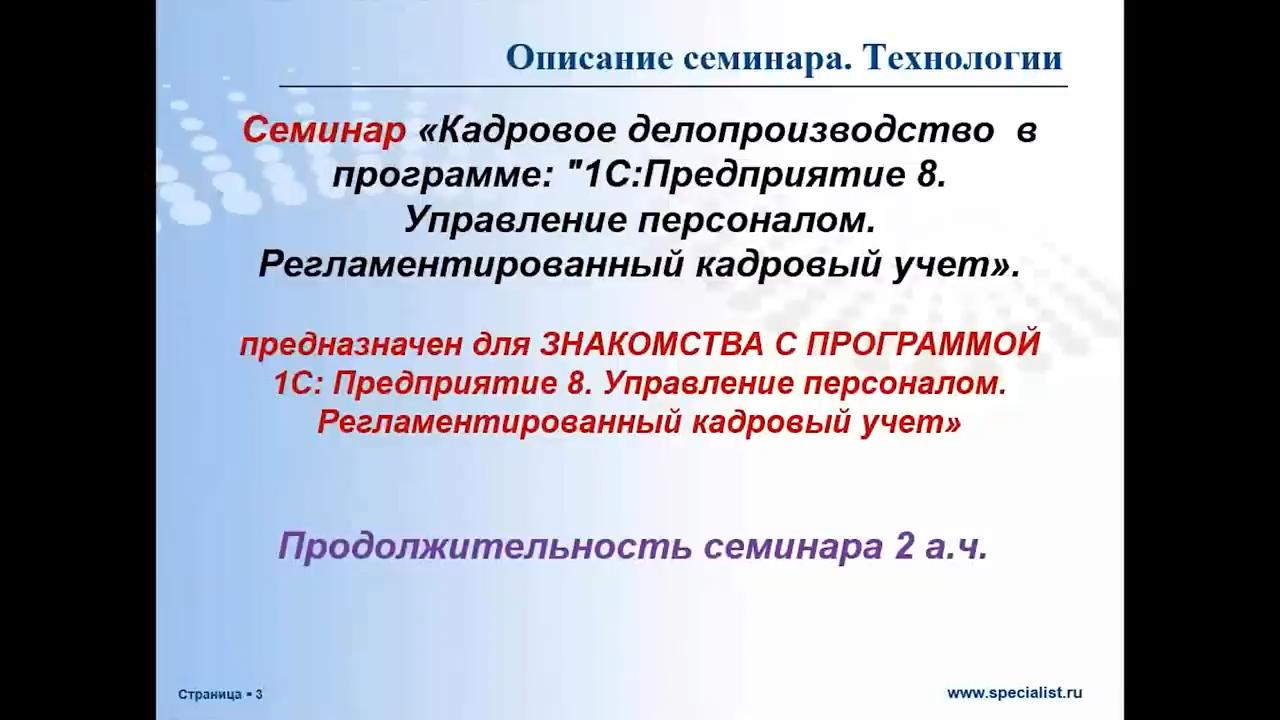 Описание семинара. Технологии
Семинар «Кадровое делопроизводство в
программе: "1С:Предприятие 8.
Управление персоналом.
Регламентированный кадровый учет».
предназначен для ЗНАКОМСТВА С ПРОГРАММОЙ
1С: Предприятие 8. Управление персоналом.
Регламентированный кадровый учет»
Продолжительность семинара 2 а.ч.
Страница ▪ 3
www.specialist.ru